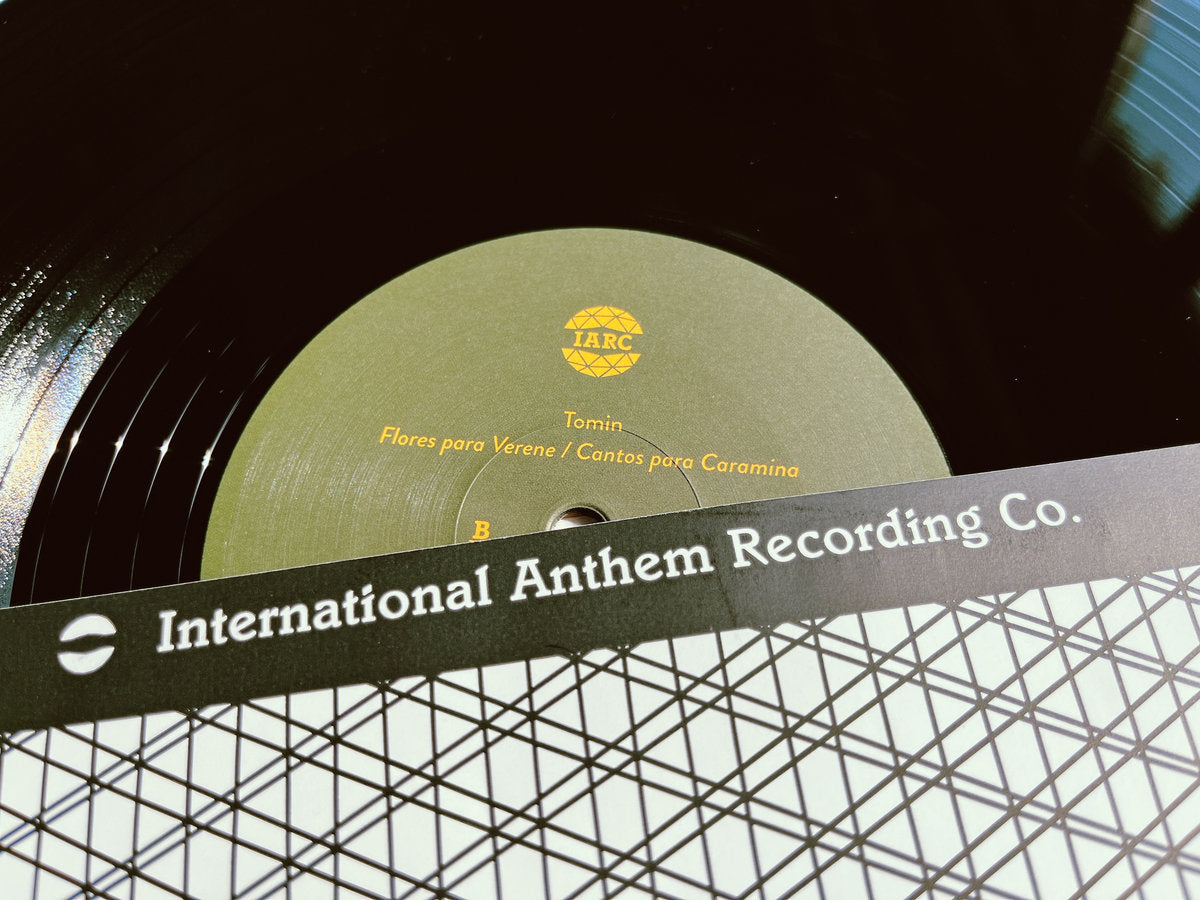 IARC
Tomin
Flores para Verene / Cantos para Caramina
B
International Anthem Recording Co.